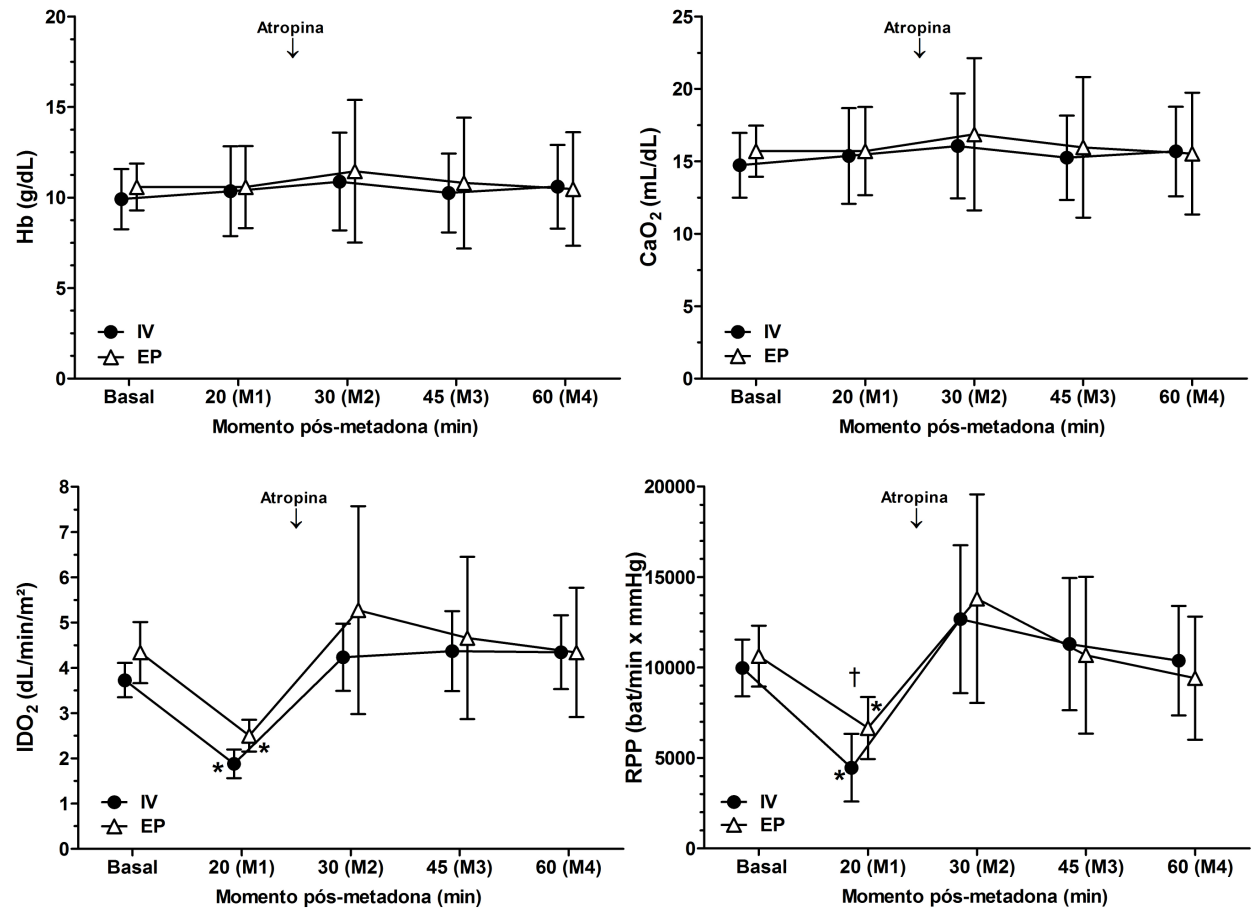 Hb (g/dL)
20
15
10
5
0
Atropina
↓
IV
EP
Basal 20 (M1) 30 (M2) 45 (M3) 60 (M4)
Momento pós-metadona (min)
CaO₂ (mL/dL)
25
20
15
10
5
0
Atropina
↓
IV
EP
Basal 20 (M1) 30 (M2) 45 (M3) 60 (M4)
Momento pós-metadona (min)
IDO₂ (dL/min/m²)
8
7
6
5
4
3
2
1
0
Atropina
↓
* *
IV
EP
Basal 20 (M1) 30 (M2) 45 (M3) 60 (M4)
Momento pós-metadona (min)
RPP (bat/min x mmHg)
20000
15000
10000
5000
0
Atropina
↓
†
*
*
IV
EP
Basal 20 (M1) 30 (M2) 45 (M3) 60 (M4)
Momento pós-metadona (min)